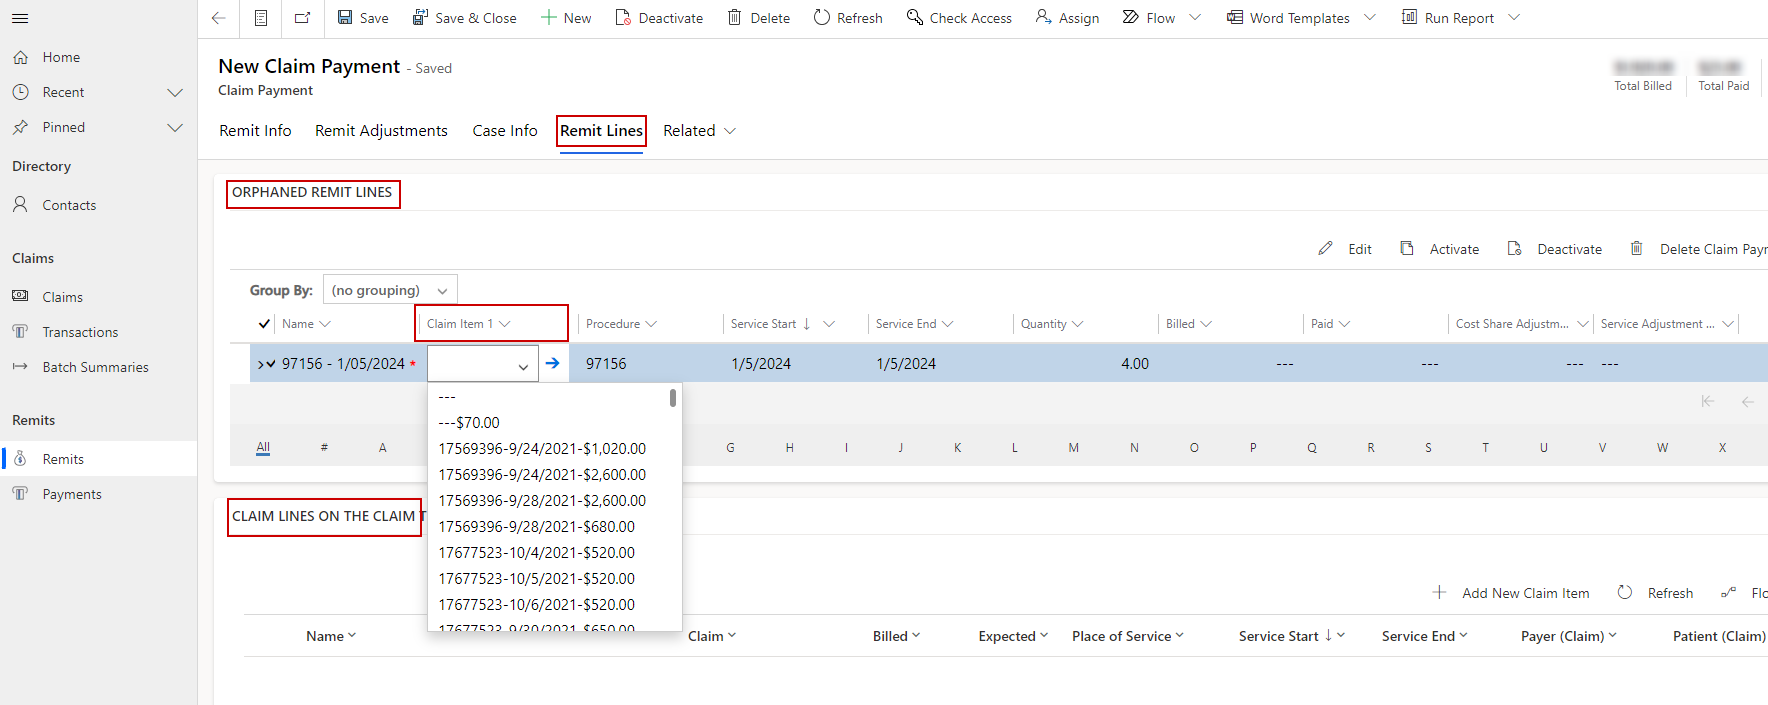 Save
Save & Close
New
Deactivate
Delete
Refresh
Check Access
Assign
Flow
Word Templates
Run Report
Home
Recent
Pinned
Directory
Contacts
Claims
Claims
Transactions
Batch Summaries
Remits
Remits
Payments
New Claim Payment - Saved
Claim Payment
Total Billed
Total Paid
Remit Info
Remit Adjustments
Case Info
Remit Lines
Related
ORPHANED REMIT LINES
Edit
Activate
Deactivate
Delete Claim Payr
Group By:
(no grouping)
Name
Claim Item 1
Procedure
Service Start
Service End
Quantity
Billed
Paid
Cost Share Adjustm...
Service Adjustment ...
97156 - 1/05/2024 *
97156
1/5/2024
1/5/2024
4.00
---
---
---
---
---
---$70.00
17569396-9/24/2021-$1,020.00
17569396-9/24/2021-$2,600.00
17569396-9/28/2021-$2,600.00
17569396-9/28/2021-$680.00
17677523-10/4/2021-$520.00
17677523-10/5/2021-$520.00
17677523-10/6/2021-$520.00
17677523-9/30/2021-$650.00
All # A G H I J K L M N O P Q R S T U V W X
CLAIM LINES ON THE CLAIM T
Add New Claim Item
Refresh
Flo
Name
Claim
Billed
Expected
Place of Service
Service Start
Service End
Payer (Claim)
Patient (Claim)